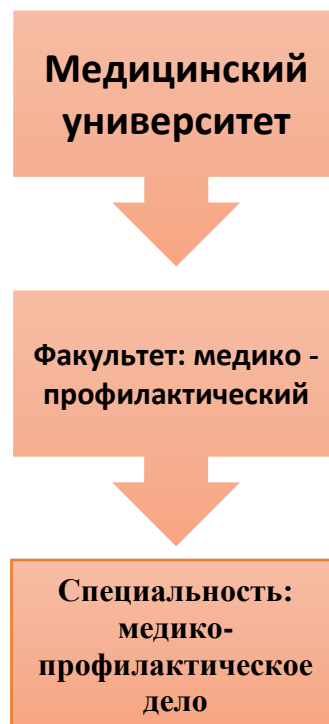 Медицинский
университет
Факультет: медико -
профилактический
Специальность:
медико-
профилактическое
дело